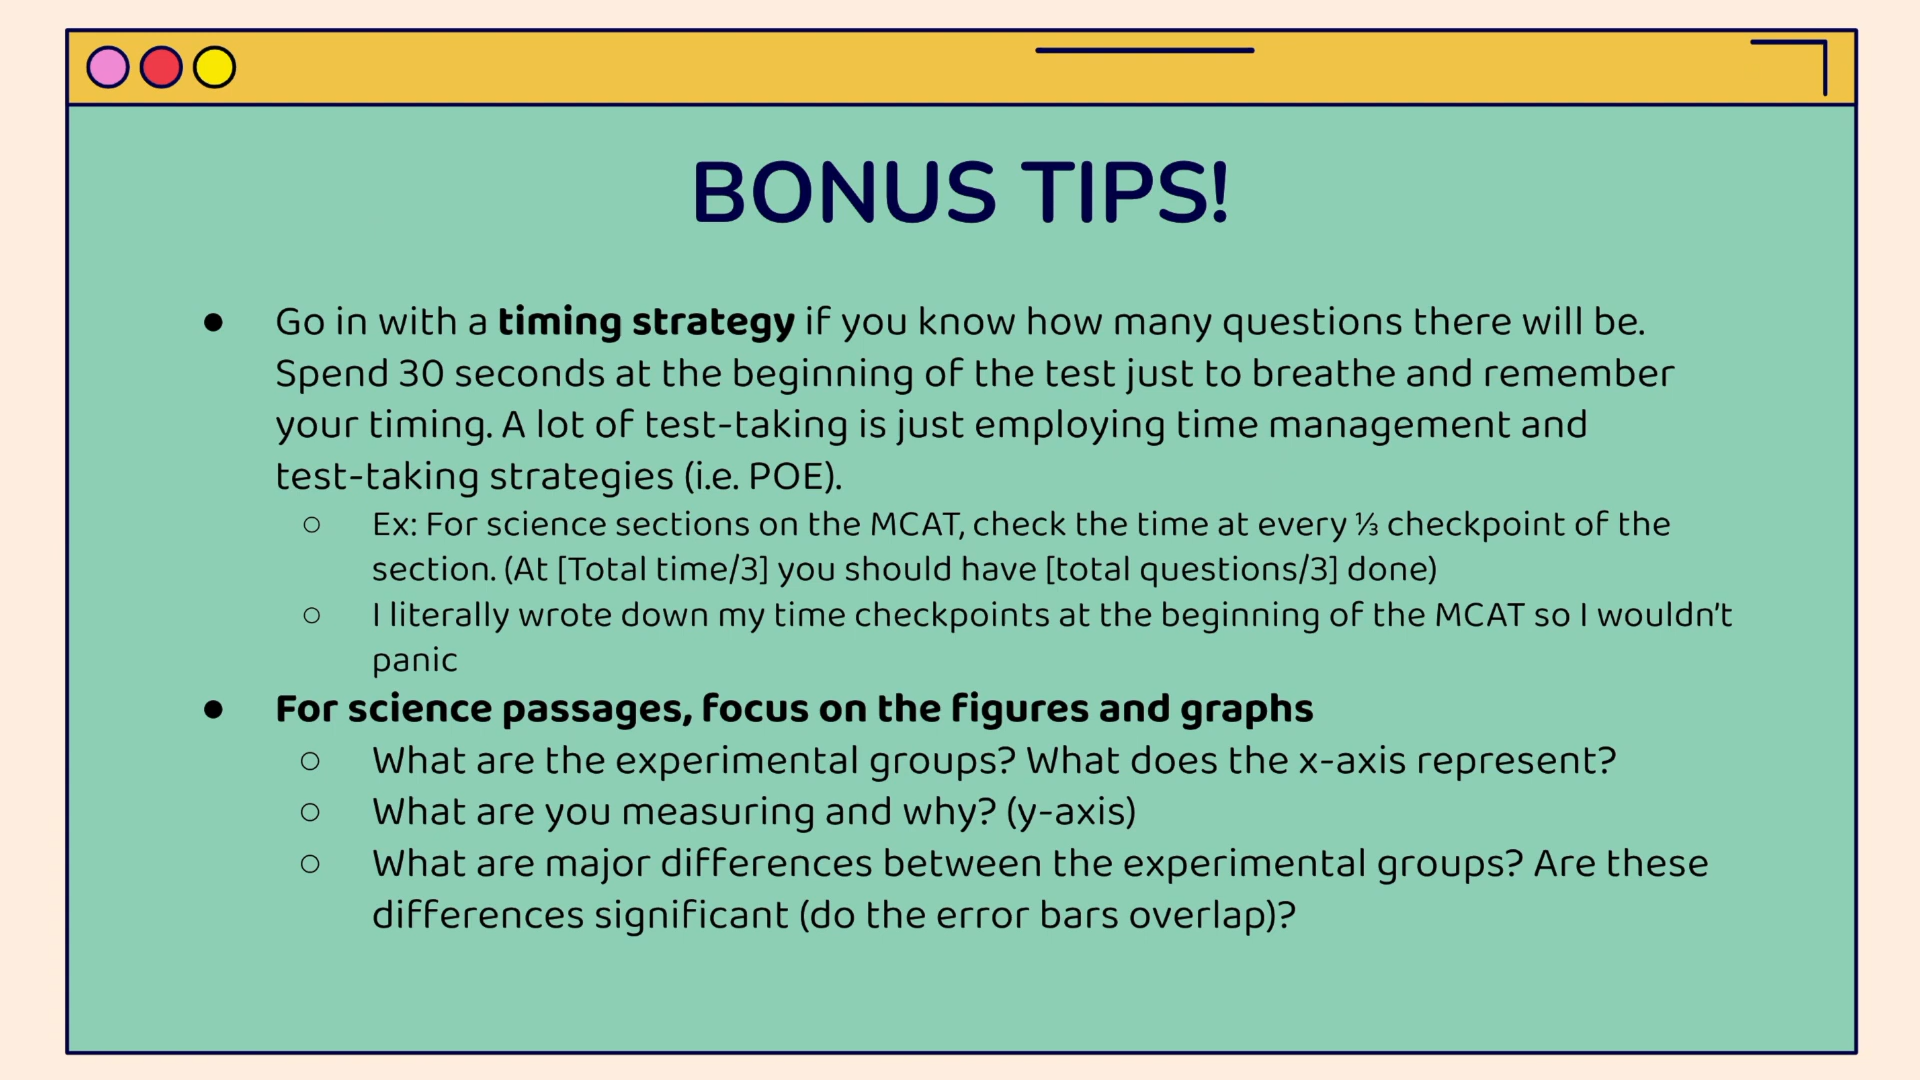 BONUS TIPS!
● Go in with a timing strategy if you know how many questions there will be.
Spend 30 seconds at the beginning of the test just to breathe and remember
your timing. A lot of test-taking is just employing time management and
test-taking strategies (i.e. POE).
○ Ex: For science sections on the MCAT, check the time at every ⅓ checkpoint of the
section. (At [Total time/3] you should have [total questions/3] done)
○ I literally wrote down my time checkpoints at the beginning of the MCAT so I wouldn't
panic
● For science passages, focus on the figures and graphs
○ What are the experimental groups? What does the x-axis represent?
○ What are you measuring and why? (y-axis)
○ What are major differences between the experimental groups? Are these
differences significant (do the error bars overlap)?